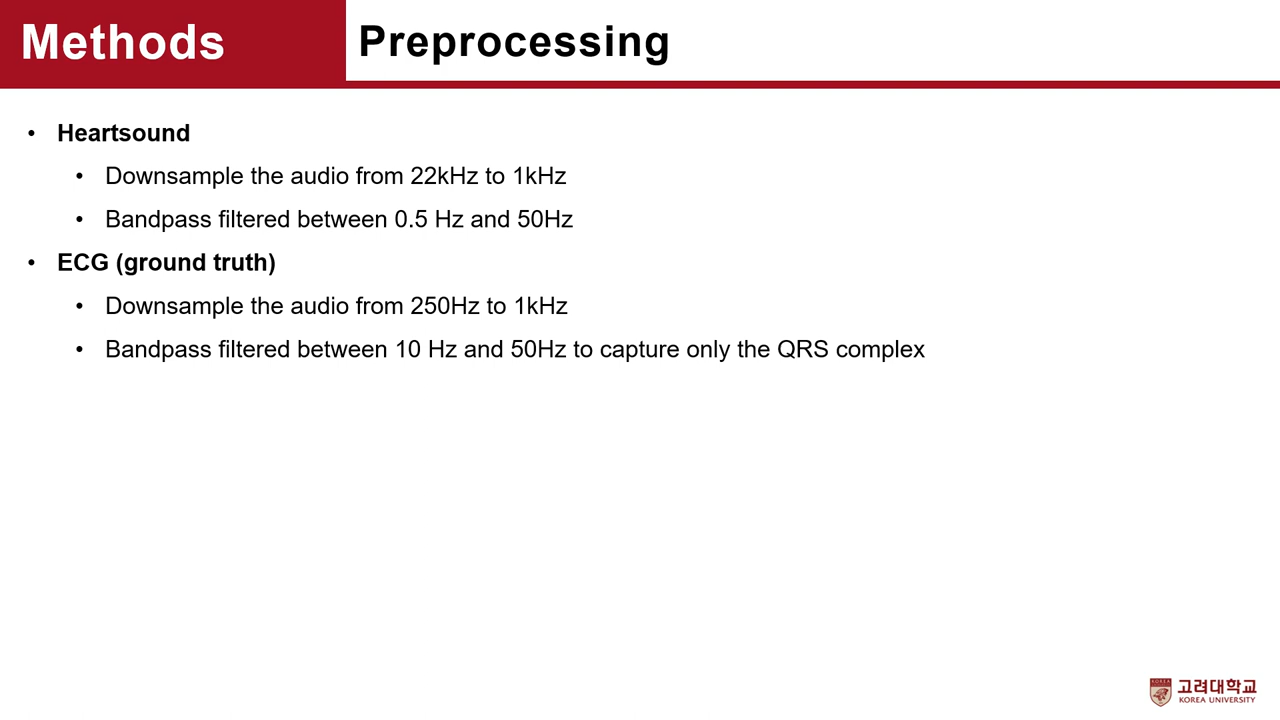 Methods
Preprocessing
• Heartsound
• Downsample the audio from 22kHz to 1kHz
• Bandpass filtered between 0.5 Hz and 50Hz
• ECG (ground truth)
• Downsample the audio from 250Hz to 1kHz
• Bandpass filtered between 10 Hz and 50Hz to capture only the QRS complex
고려대학교
KOREA UNIVERSITY